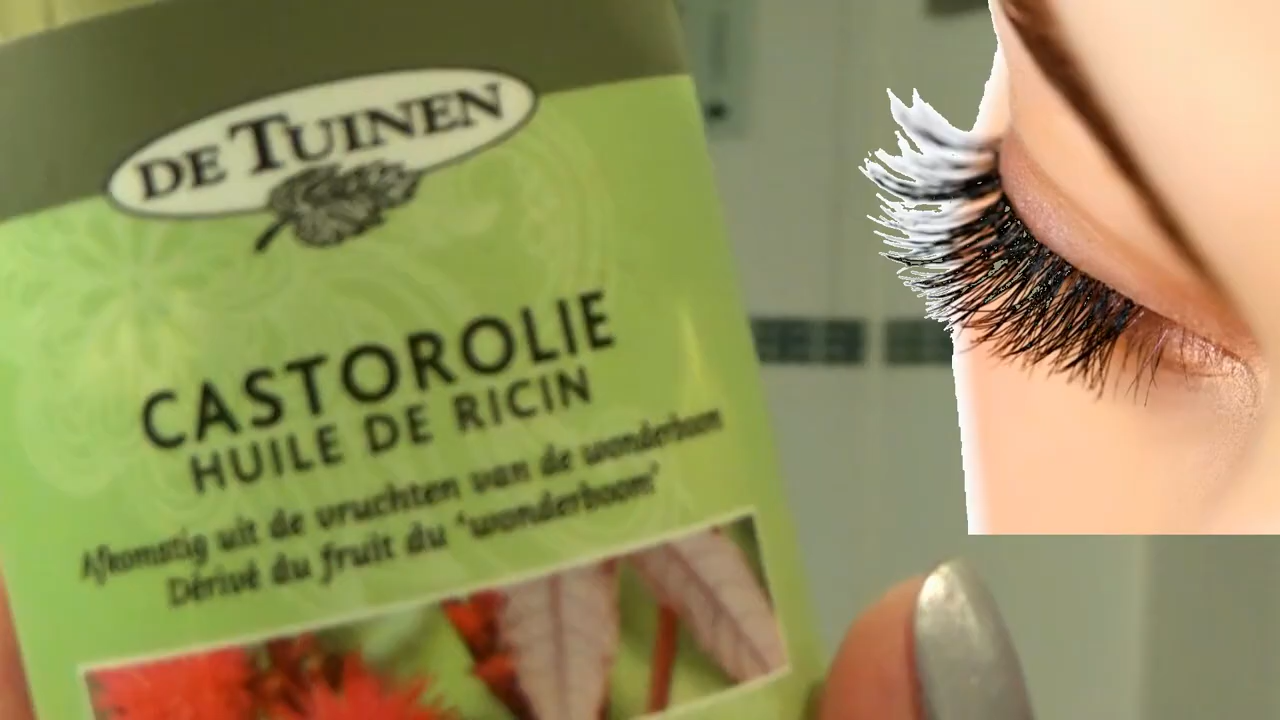 DE TUINEN
CASTOROLIE
HUILE DE RICIN
Afkomstig uit de vruchten van de wonderboom
Dérivé du fruit du 'wonderboom'